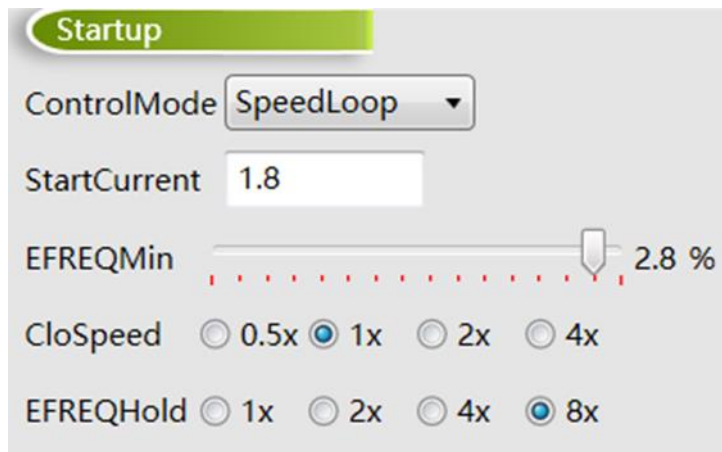 Startup
ControlMode SpeedLoop
StartCurrent 1.8
EFREQMin 2.8 %
CloSpeed 0.5x 1x 2x 4x
EFREQHold 1x 2x 4x 8x